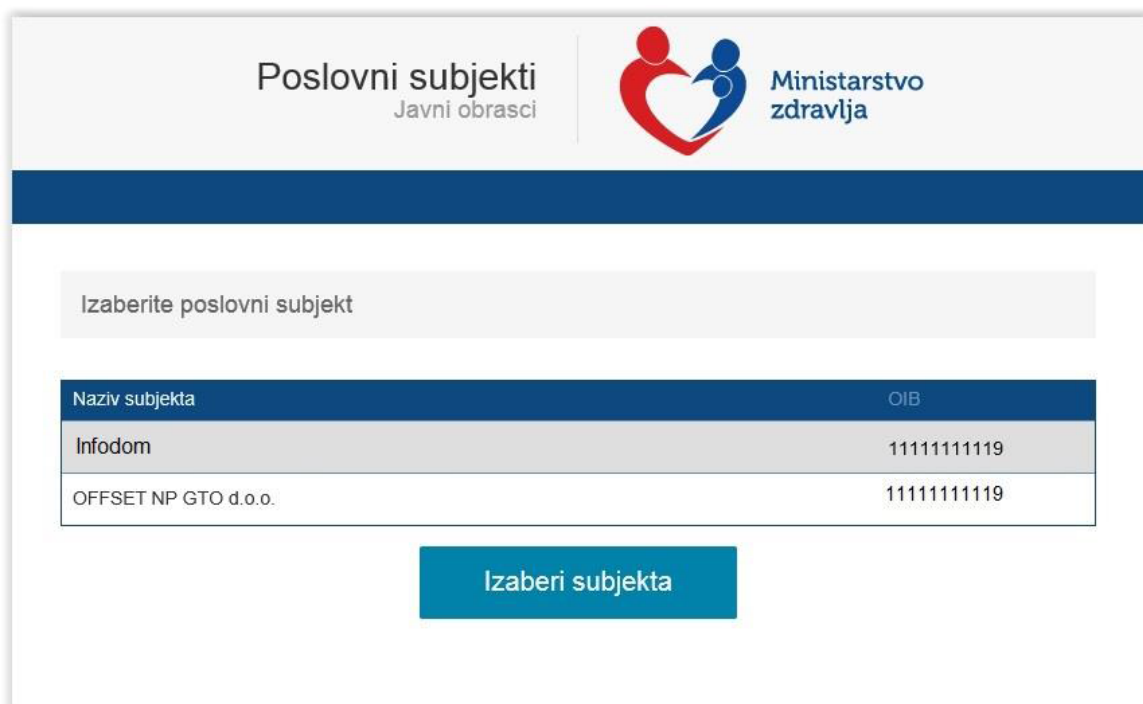 Poslovni subjekti
Javni obrasci
Ministarstvo
zdravlja
Izaberite poslovni subjekt
Naziv subjekta OIB
Infodom 11111111119
OFFSET NP GTO d.o.o. 11111111119
Izaberi subjekta